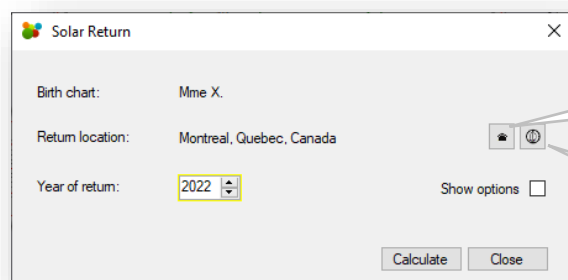 Solar Return
Birth chart: Mme X.
Return location: Montreal, Quebec, Canada
Year of return: 2022 Show options
Calculate Close